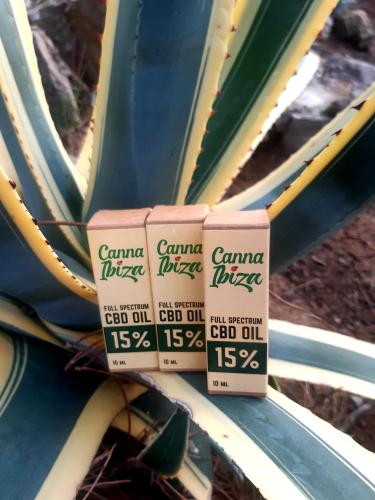 Canna
Ibiza
FULL SPECTRUM
CBD OIL
15%
10 ML
Canna
Ibiza
FULL SPECTRUM
CBD OIL
15%
10 ML
Canna
Ibiza
FULL SPECTRUM
CBD OIL
15%
10 ML